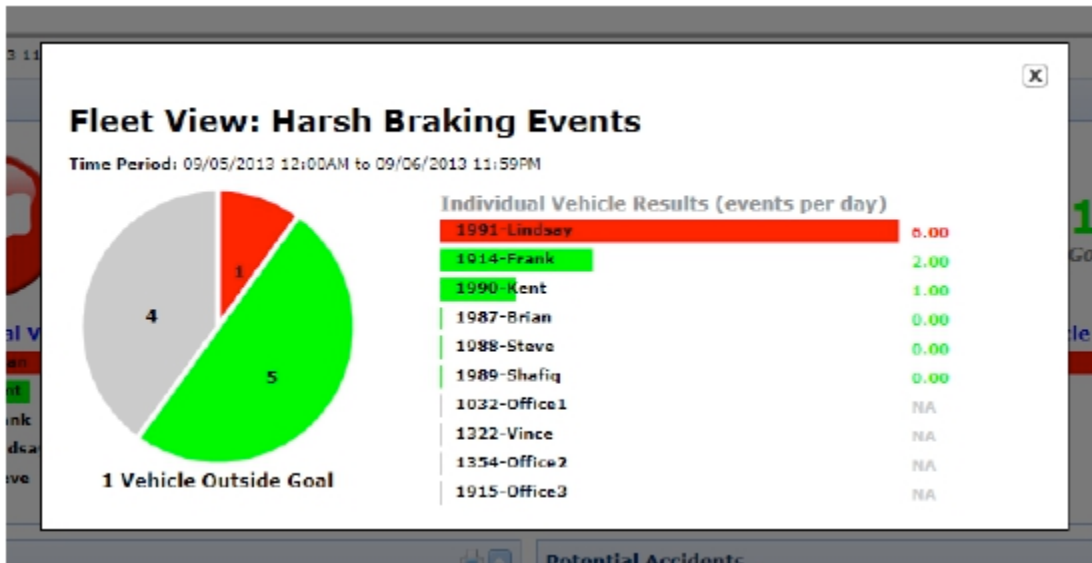 3 11
X
Fleet View: Harsh Braking Events
Time Period: 09/05/2013 12:00AM to 09/06/2013 11:59PM
1
4
5
1 Vehicle Outside Goal
Individual Vehicle Results (events per day)
1991-Lindsay 6.00
1914-Frank 2.00
1990-Kent 1.00
1987-Brian 0.00
1988-Steve 0.00
1989-Shafiq 0.00
1032-Office1 NA
1322-Vince NA
1354-Office2 NA
1915-Office3 NA
Potential Accidents